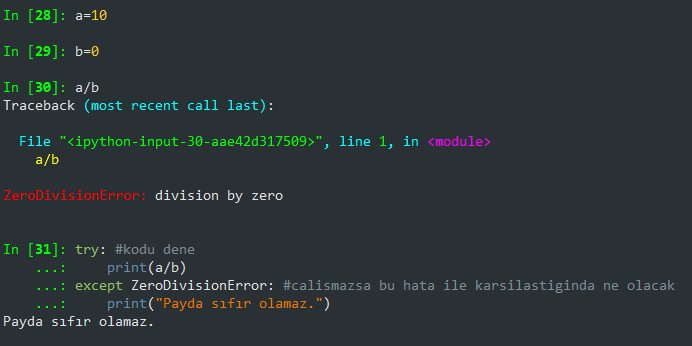 In [28]: a=10
In [29]: b=0
In [30]: a/b
Traceback (most recent call last):
File "<ipython-input-30-aae42d317509>", line 1, in <module>
a/b
ZeroDivisionError: division by zero
In [31]: try: #kodu dene
...: print(a/b)
...: except ZeroDivisionError: #calismazsa bu hata ile karsilastiginda ne olacak
...: print("Payda sıfır olamaz.")
Payda sıfır olamaz.